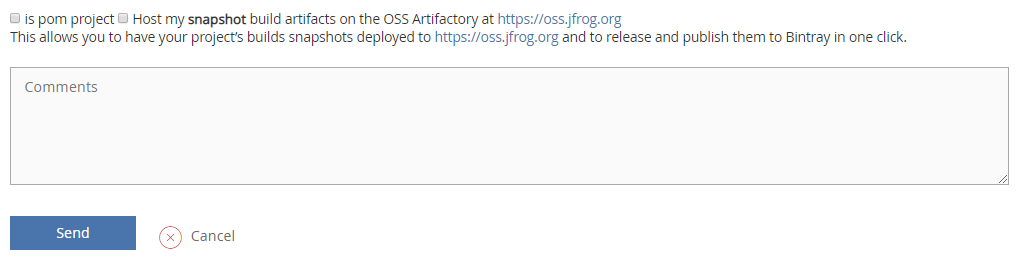 is pom project Host my snapshot build artifacts on the OSS Artifactory at https://oss.jfrog.org
This allows you to have your project's builds snapshots deployed to https://oss.jfrog.org and to release and publish them to Bintray in one click.
Comments
Send
Cancel